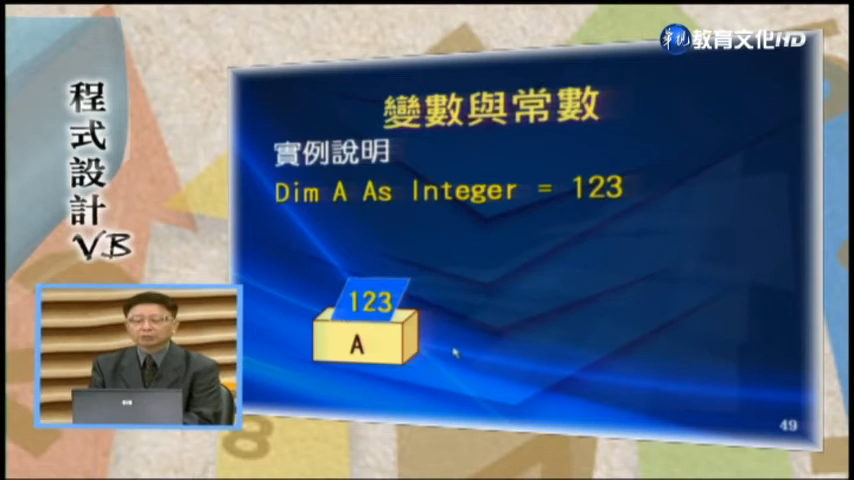 華視教育文化HD
程式設計
VB
變數與常數
實例說明
Dim A As Integer = 123
123
A
49